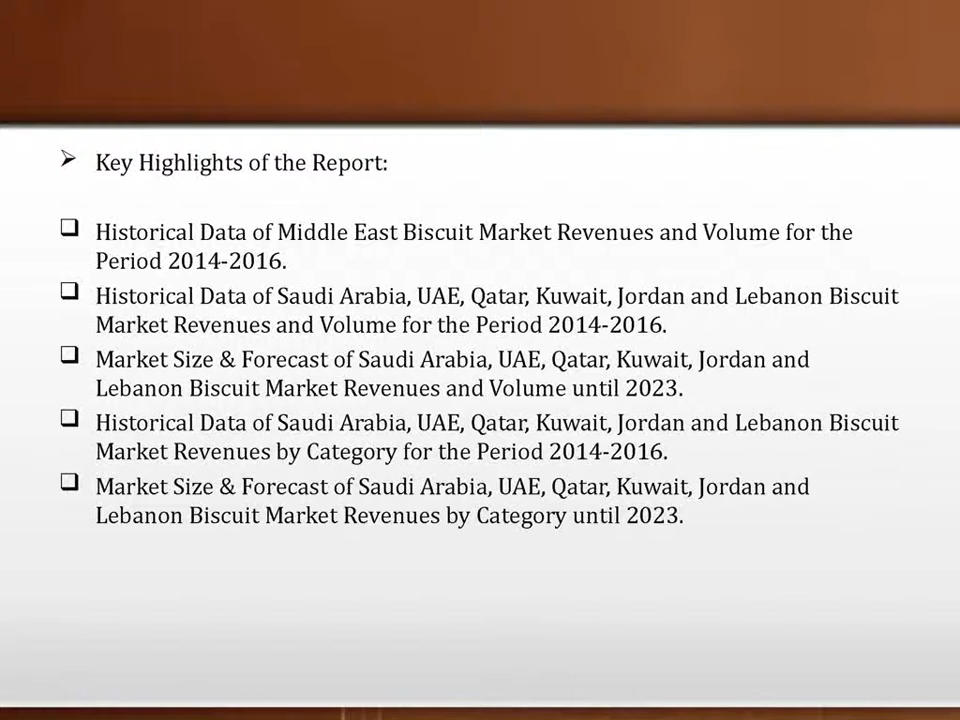 Key Highlights of the Report:
Historical Data of Middle East Biscuit Market Revenues and Volume for the
Period 2014-2016.
Historical Data of Saudi Arabia, UAE, Qatar, Kuwait, Jordan and Lebanon Biscuit
Market Revenues and Volume for the Period 2014-2016.
Market Size & Forecast of Saudi Arabia, UAE, Qatar, Kuwait, Jordan and
Lebanon Biscuit Market Revenues and Volume until 2023.
Historical Data of Saudi Arabia, UAE, Qatar, Kuwait, Jordan and Lebanon Biscuit
Market Revenues by Category for the Period 2014-2016.
Market Size & Forecast of Saudi Arabia, UAE, Qatar, Kuwait, Jordan and
Lebanon Biscuit Market Revenues by Category until 2023.